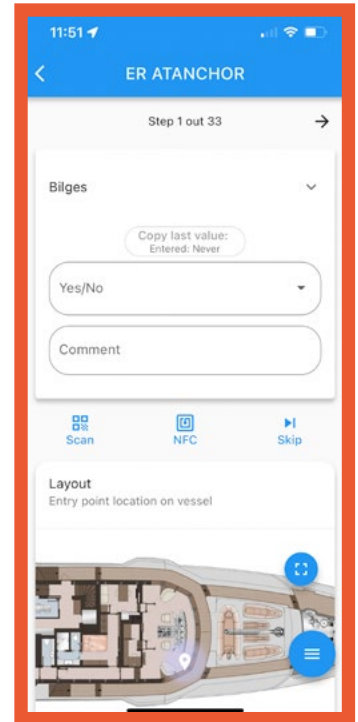 11:51
ER ATANCHOR
Step 1 out 33
Bilges
Copy last value:
Entered: Never
Yes/No
Comment
Scan
NFC
Skip
Layout
Entry point location on vessel